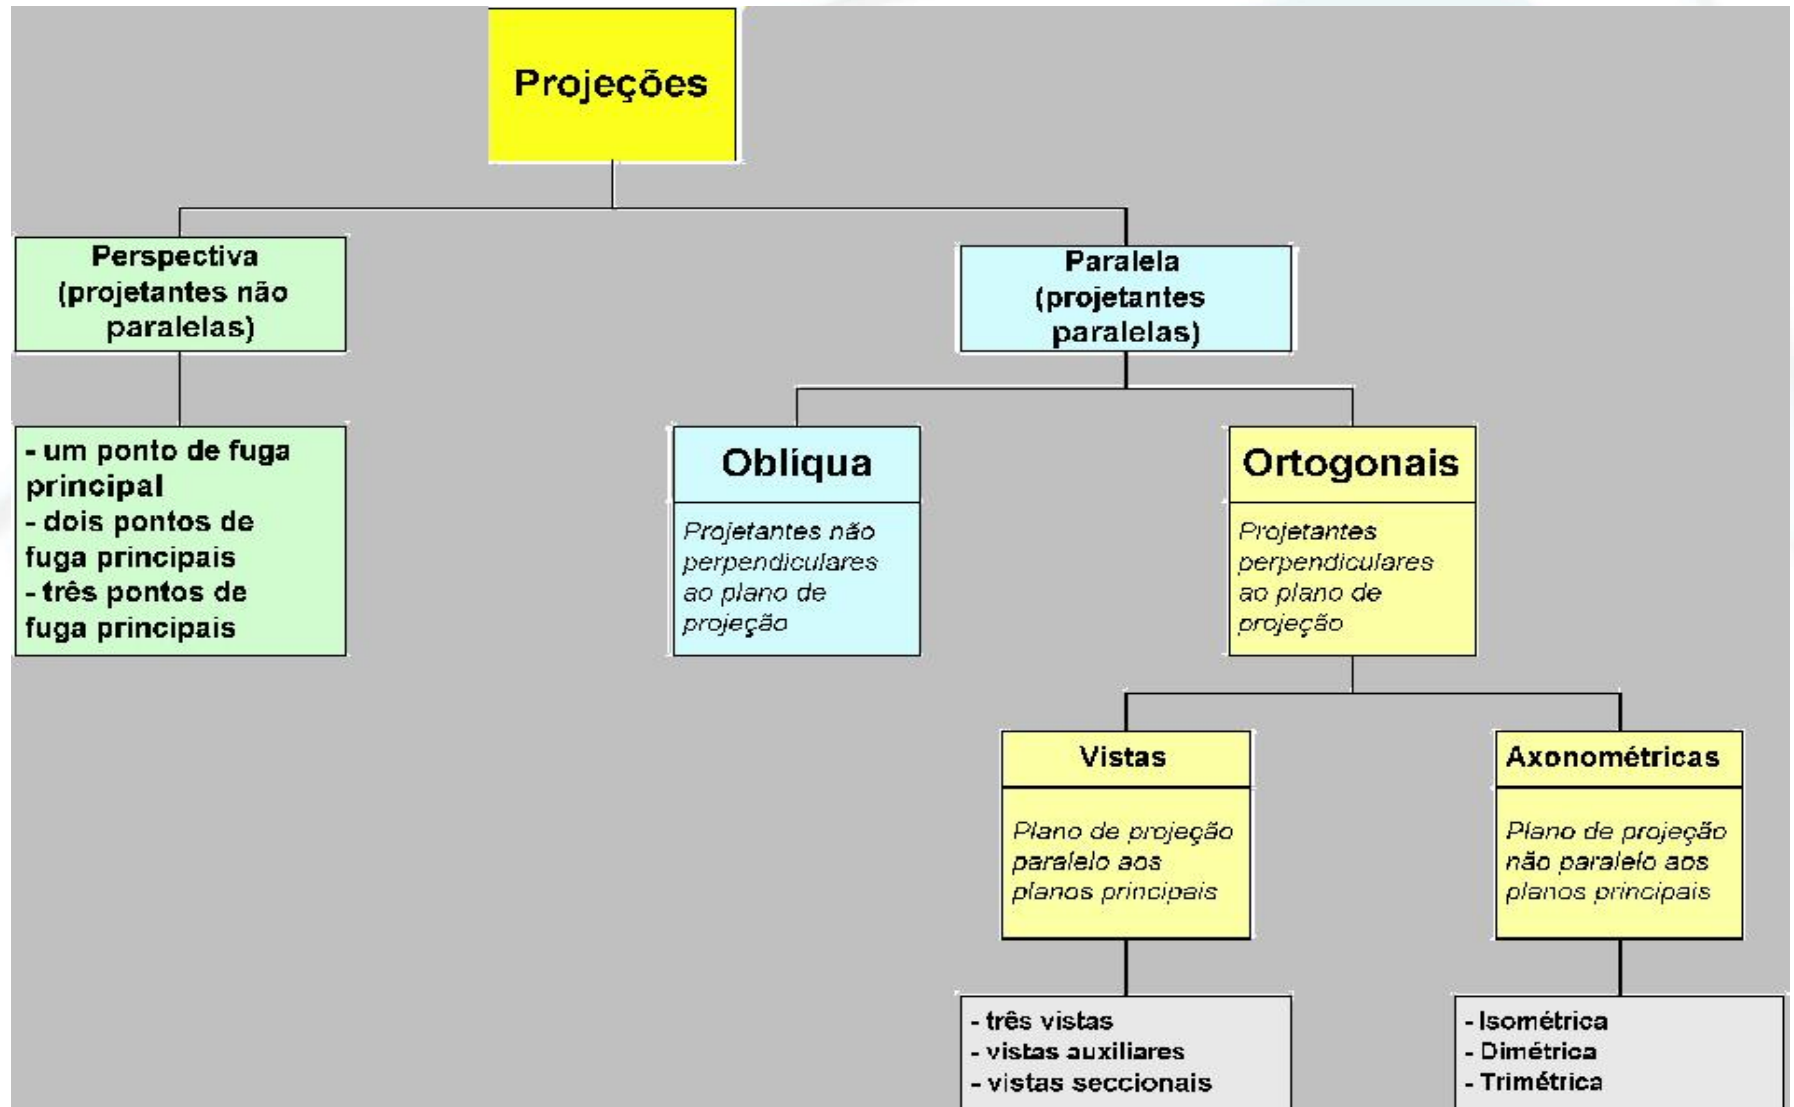 Projeções
Perspectiva
(projetantes não
paralelas)
Paralela
(projetantes
paralelas)
- um ponto de fuga
principal
- dois pontos de
fuga principais
- três pontos de
fuga principais
Oblíqua
Projetantes não
perpendiculares
ao plano de
projeção
Ortogonais
Projetantes
perpendiculares
ao plano de
projeção
Vistas
Plano de projeção
paralelo aos
planos principais
Axonométricas
Plano de projeção
não paralelo aos
planos principais
- três vistas
- vistas auxiliares
- vistas seccionais
- Isométrica
- Dimétrica
- Trimétrica